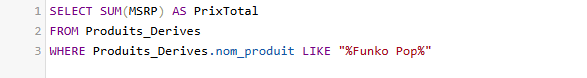 1 SELECT SUM(MSRP) AS PrixTotal
2 FROM Produits_Derives
3 WHERE Produits_Derives.nom_produit LIKE "%Funko Pop%"